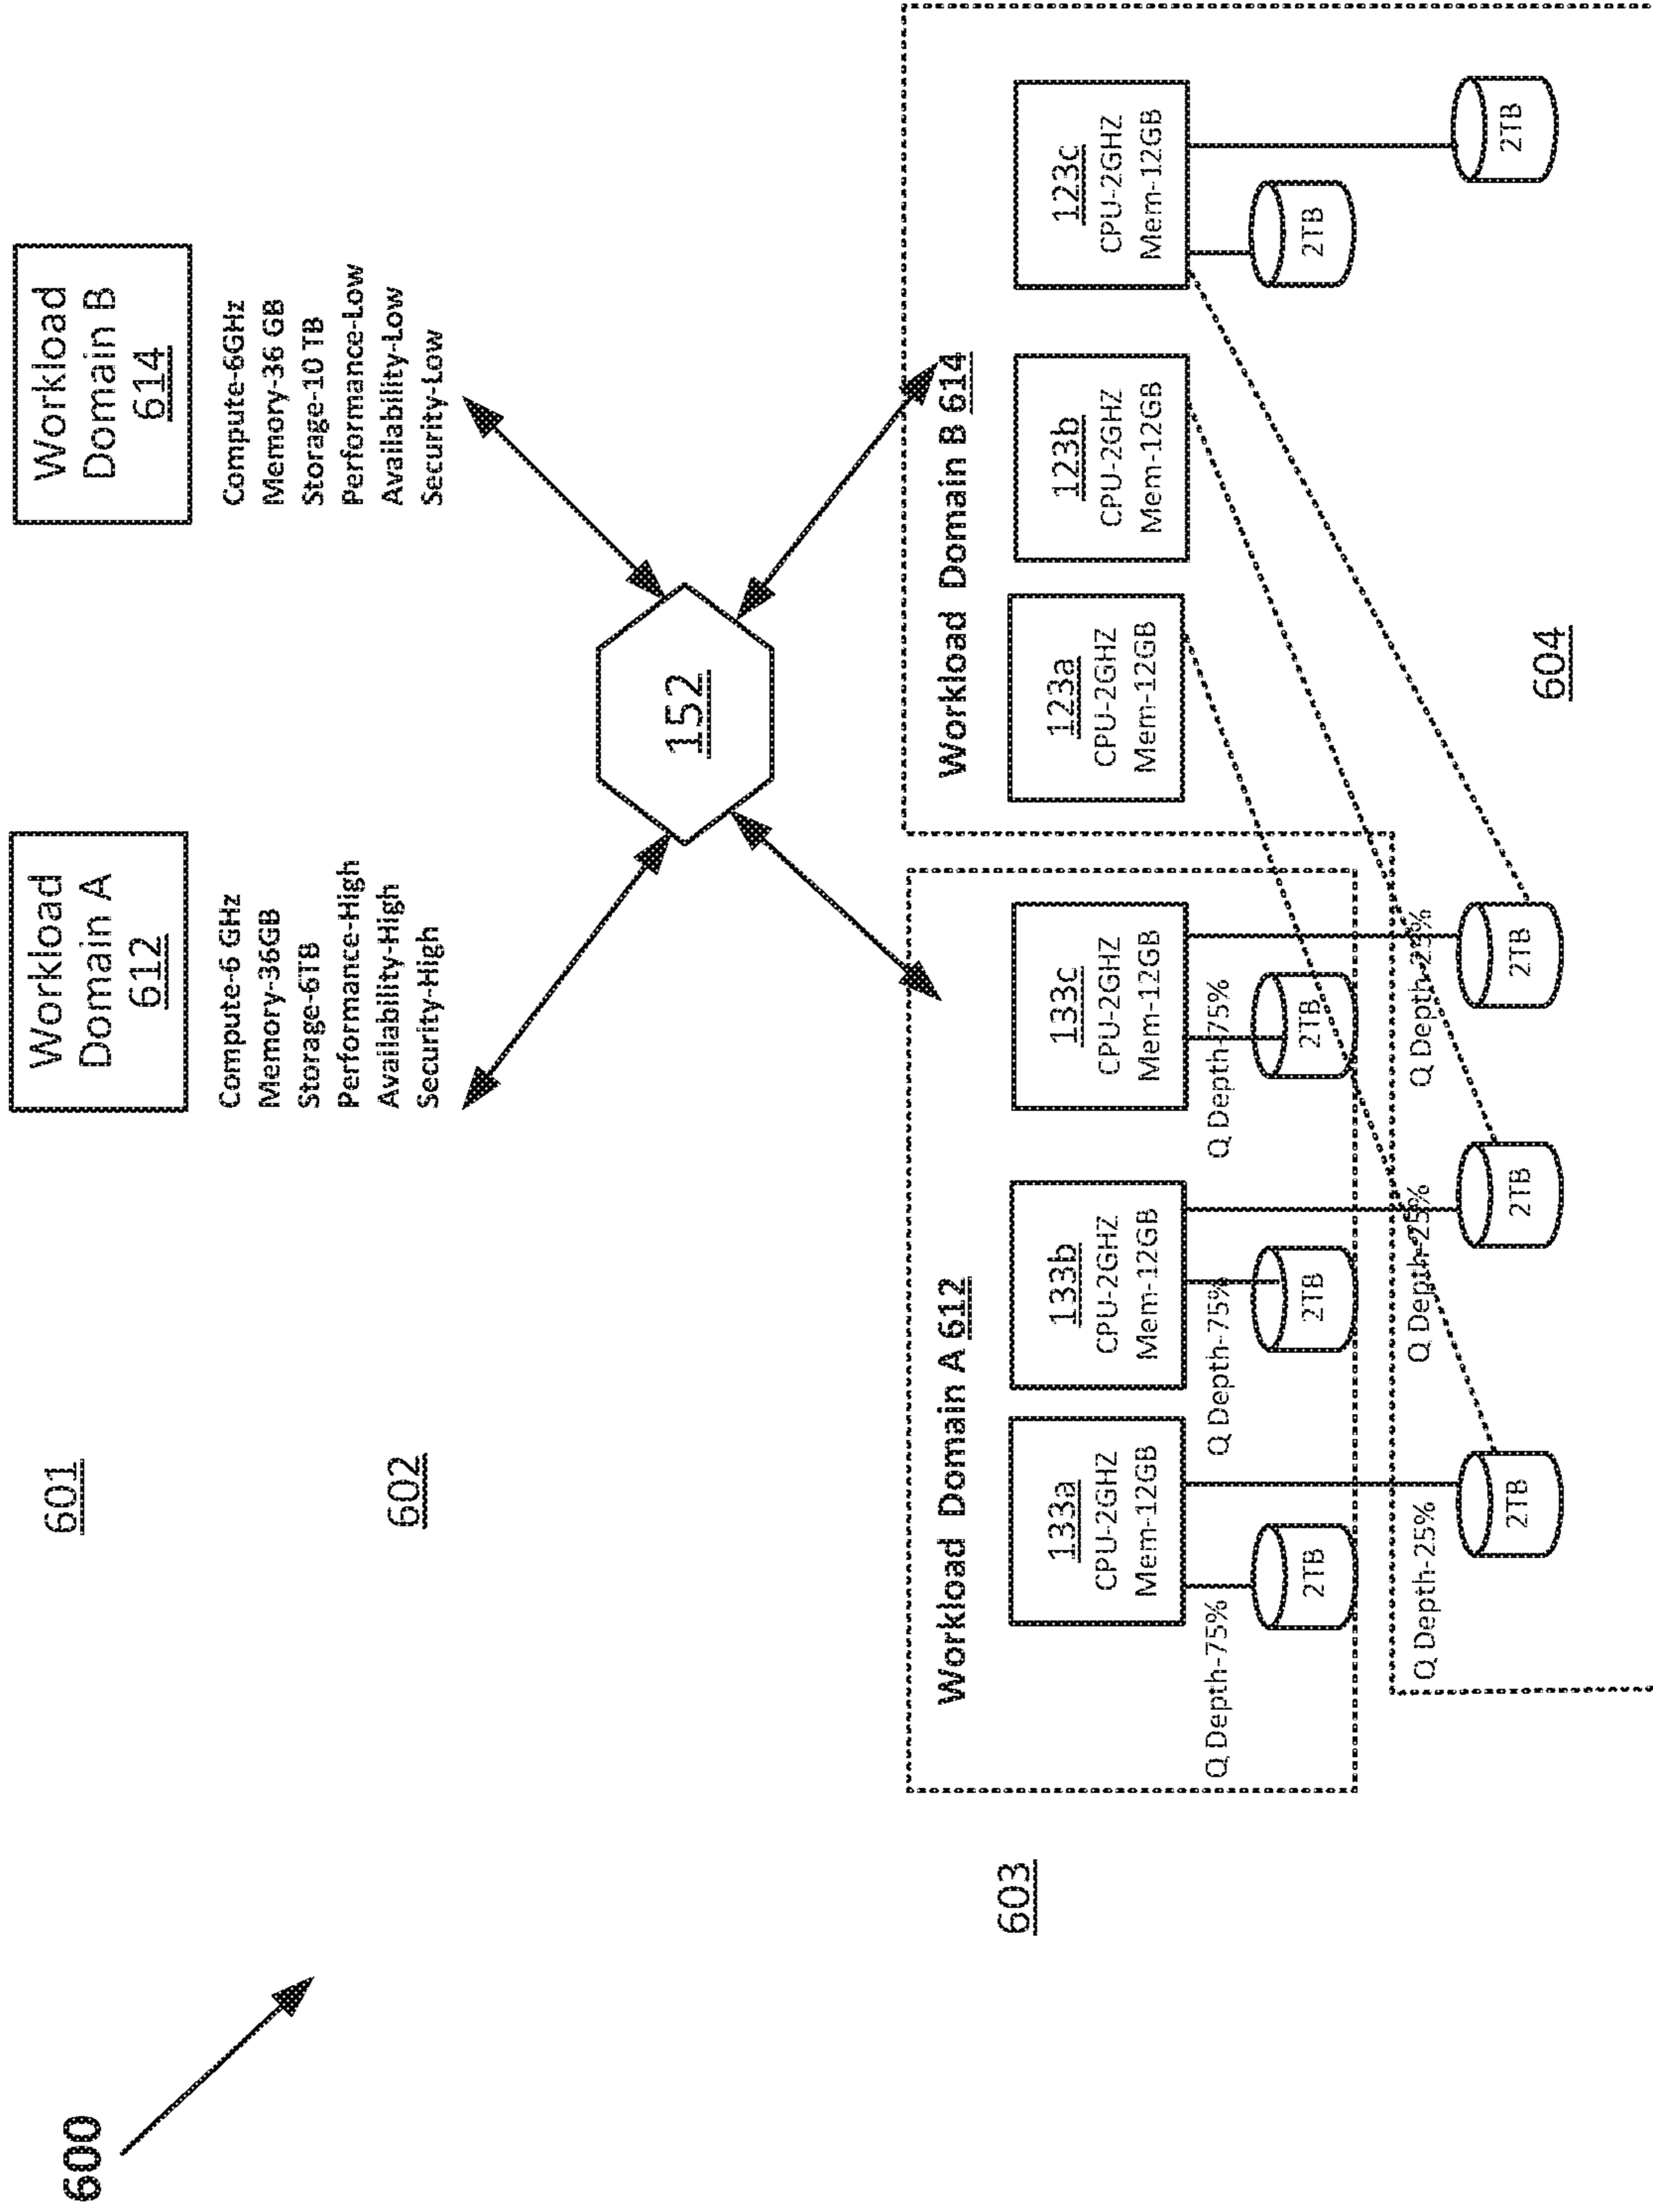 600
601
Workload
Domain A
612
Workload
Domain B
614
602
Compute-6 GHz
Memory-36GB
Storage-6TB
Performance-High
Availability-High
Security-High
Compute-6GHz
Memory-36 GB
Storage-10 TB
Performance-Low
Availability-Low
Security-Low
152
603
Workload Domain A 612
133a
CPU-2GHZ
Mem-12GB
133b
CPU-2GHZ
Mem-12GB
133c
CPU-2GHZ
Mem-12GB
Q Depth-75%
Q Depth-75%
Q Depth-75%
2TB
2TB
2TB
Workload Domain B 614
123a
CPU-2GHZ
Mem-12GB
123b
CPU-2GHZ
Mem-12GB
123c
CPU-2GHZ
Mem-12GB
2TB
Q Depth-25%
Q Depth-25%
Q Depth-25%
2TB
2TB
2TB
604
2TB